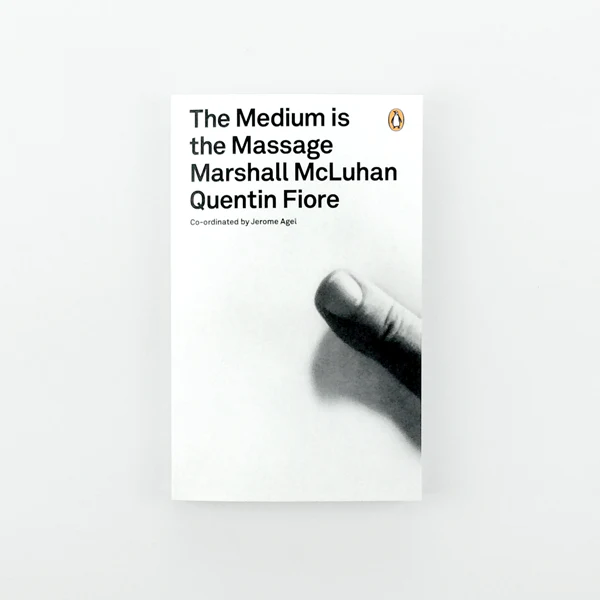 The Medium is
the Massage
Marshall McLuhan
Quentin Fiore
Co-ordinated by Jerome Agel